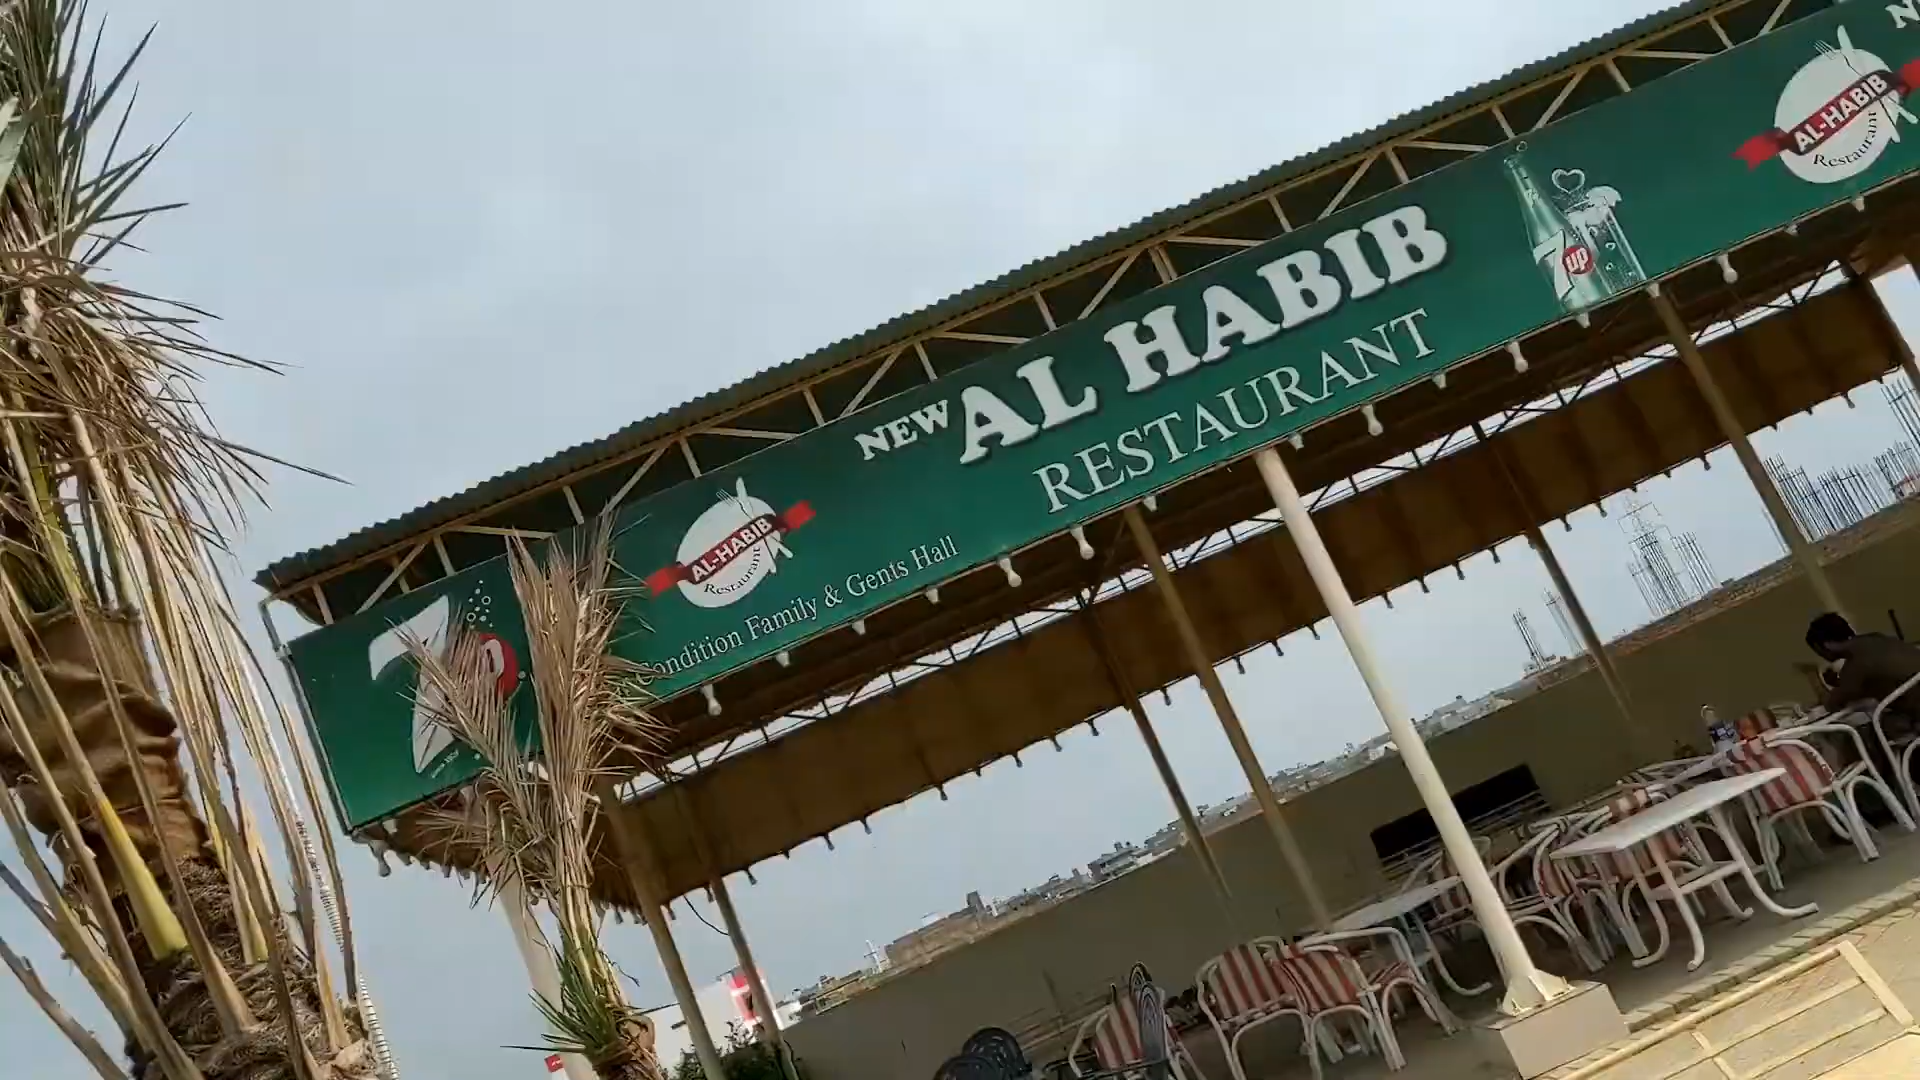 NEW AL HABIB
RESTAURANT
Condition Family & Gents Hall
AL-HABIB
Restaurant
7up
AL-HABIB
Restaurant